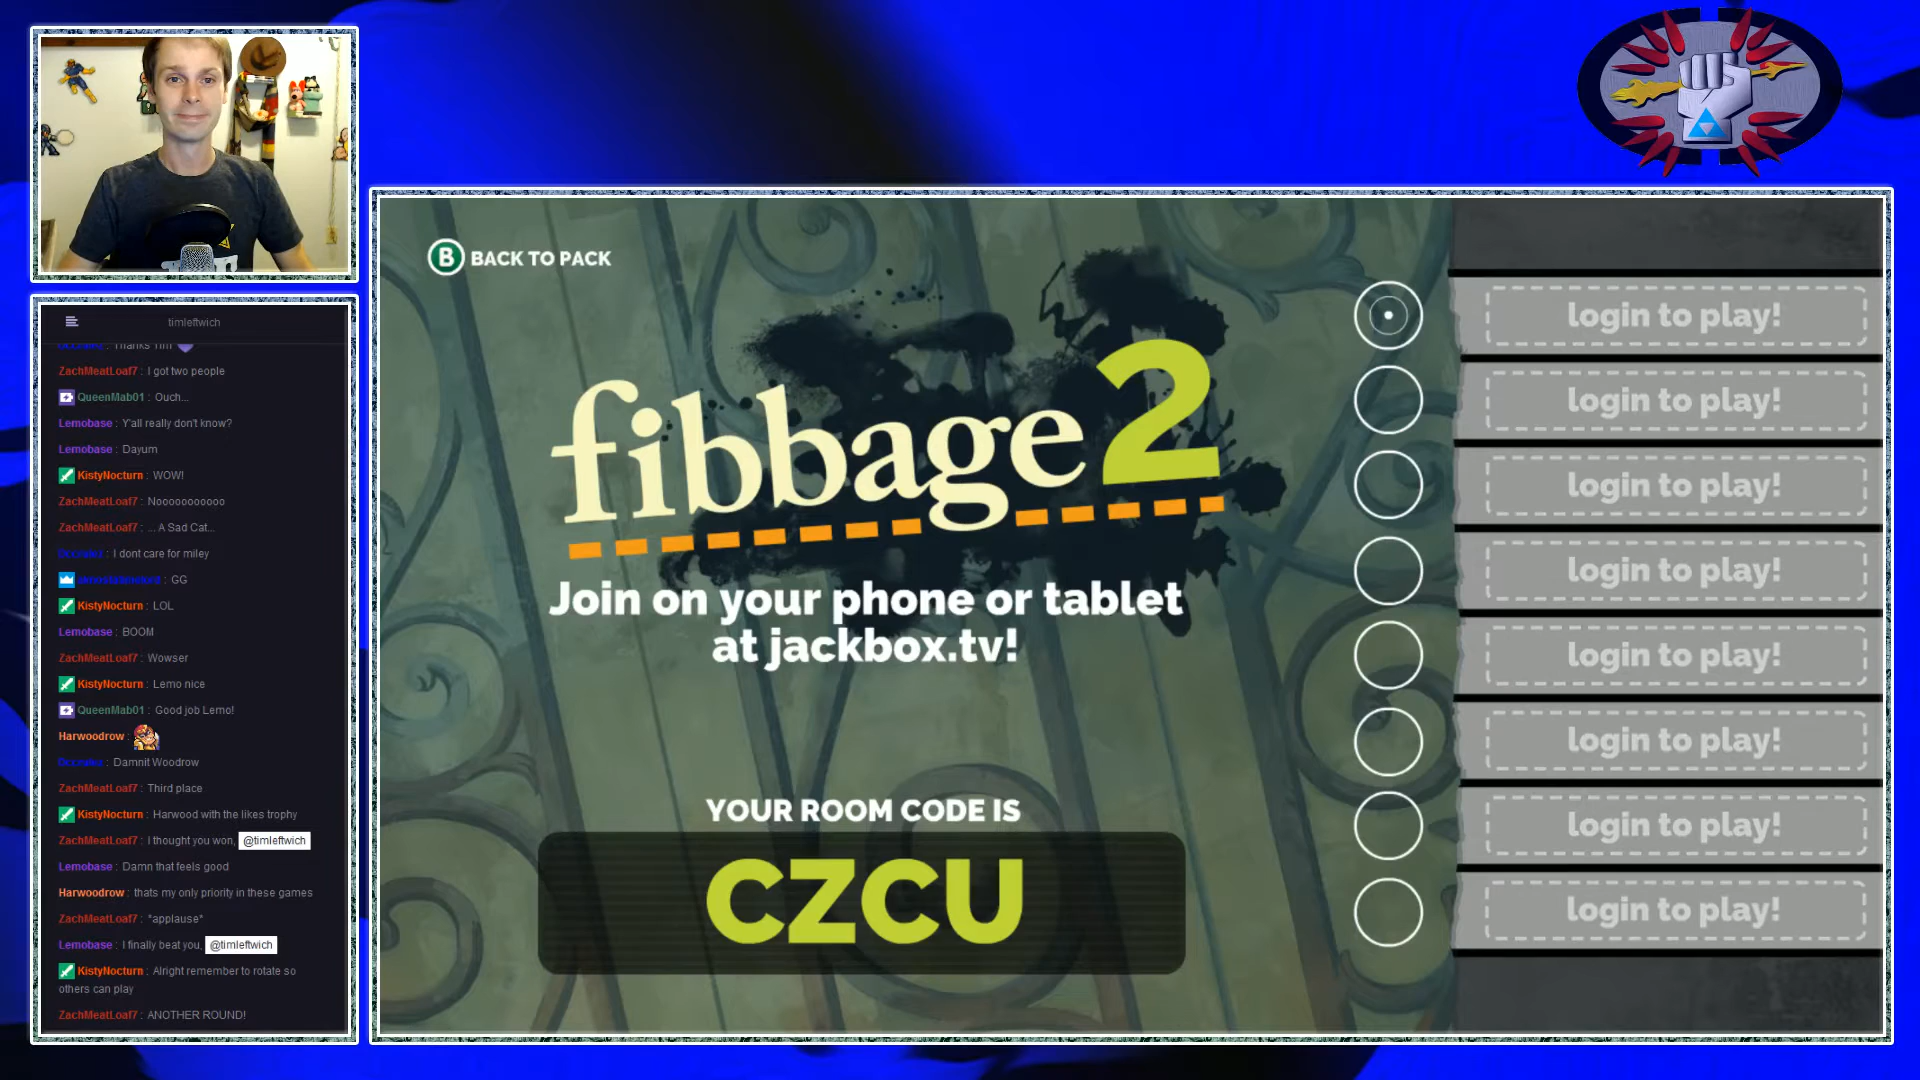 timleftwich
Thanks Tim
ZachMeatLoaf7 : I got two people
QueenMab01 : Ouch...
Lemobase : Y'all really don't know?
Lemobase : Dayum
KistyNocturn : WOW!
ZachMeatLoaf7 : Nooooooooooo
ZachMeatLoaf7 : ... A Sad Cat...
: I dont care for miley
: GG
KistyNocturn : LOL
Lemobase : BOOM
ZachMeatLoaf7 : Wowser
KistyNocturn : Lemo nice
QueenMab01 : Good job Lemo!
Harwoodrow :
: Damnit Woodrow
ZachMeatLoaf7 : Third place
KistyNocturn : Harwood with the likes trophy
ZachMeatLoaf7 : I thought you won, @timleftwich
Lemobase : Damn that feels good
Harwoodrow : thats my only priority in these games
ZachMeatLoaf7 : *applause*
Lemobase : I finally beat you, @timleftwich
KistyNocturn : Alright remember to rotate so
others can play
ZachMeatLoaf7 : ANOTHER ROUND!
B BACK TO PACK
fibbage 2
Join on your phone or tablet
at jackbox.tv!
YOUR ROOM CODE IS
CZCU
login to play!
login to play!
login to play!
login to play!
login to play!
login to play!
login to play!
login to play!